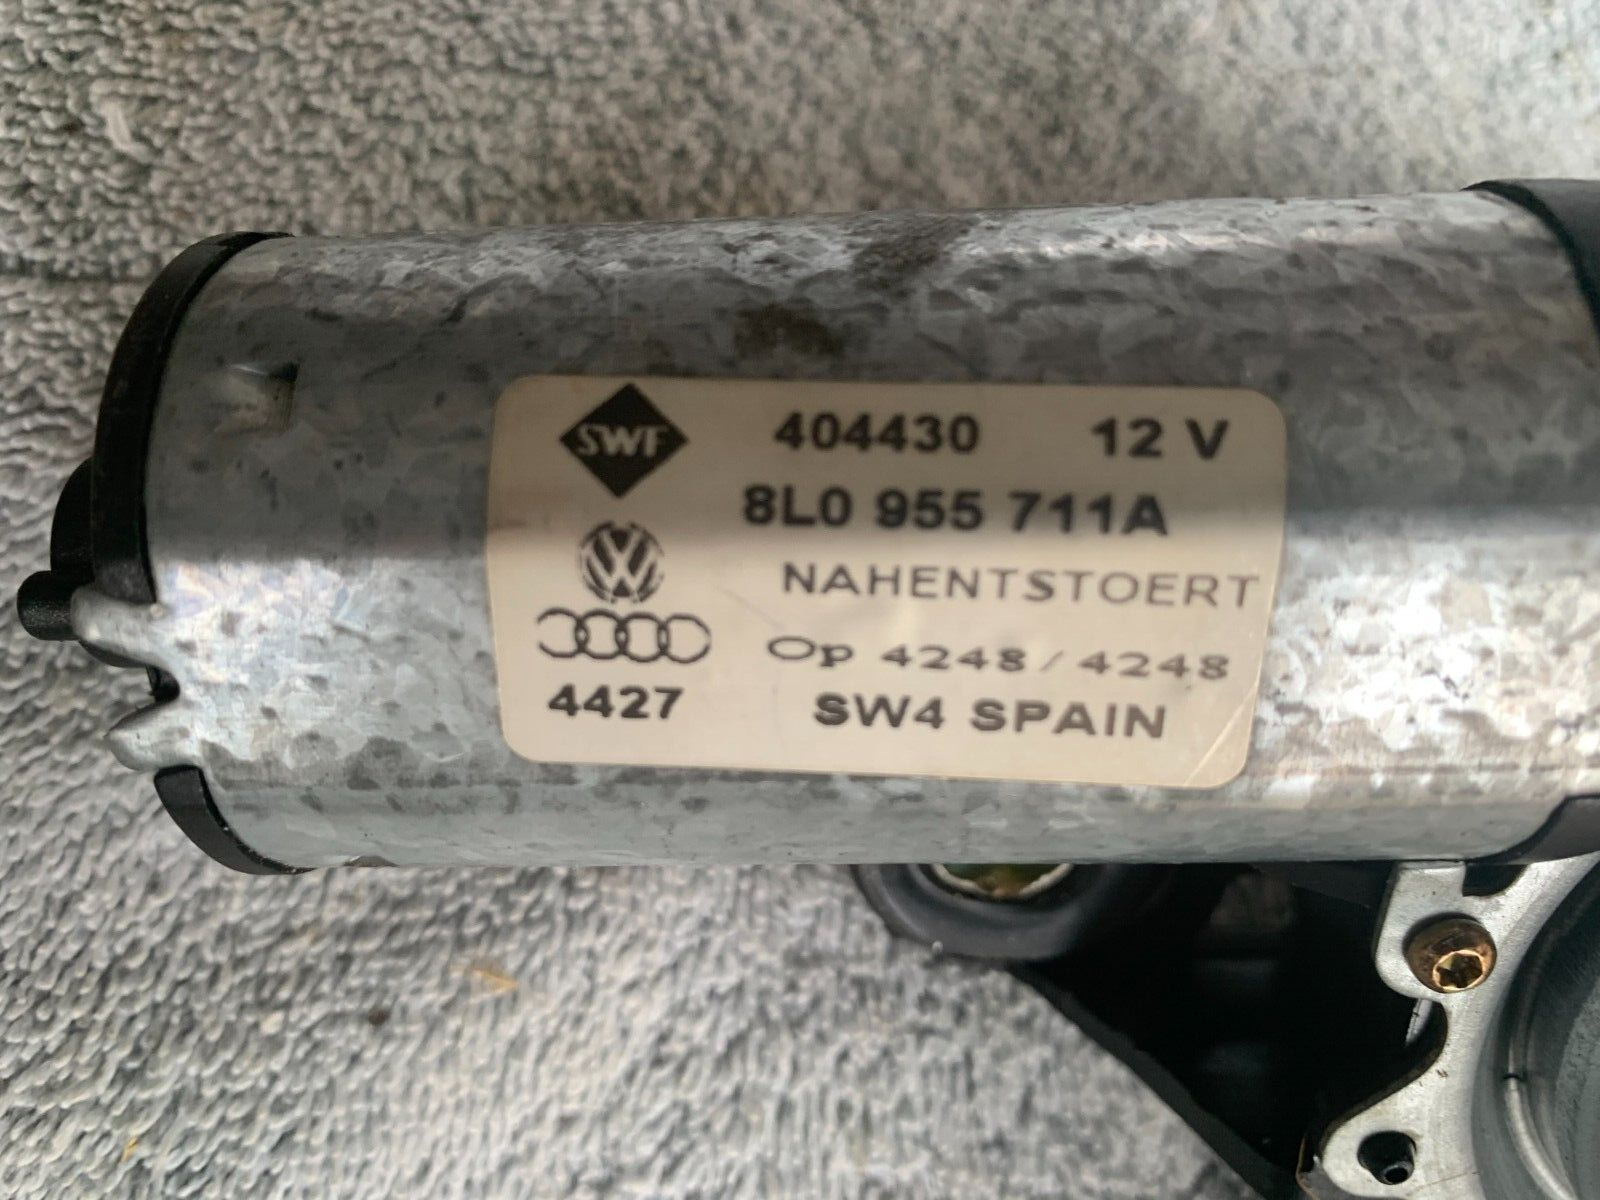 SWF 404430 12 V
8L0 955 711A
NAHENTSTOERT
Op 4248/4248
4427 SW4 SPAIN